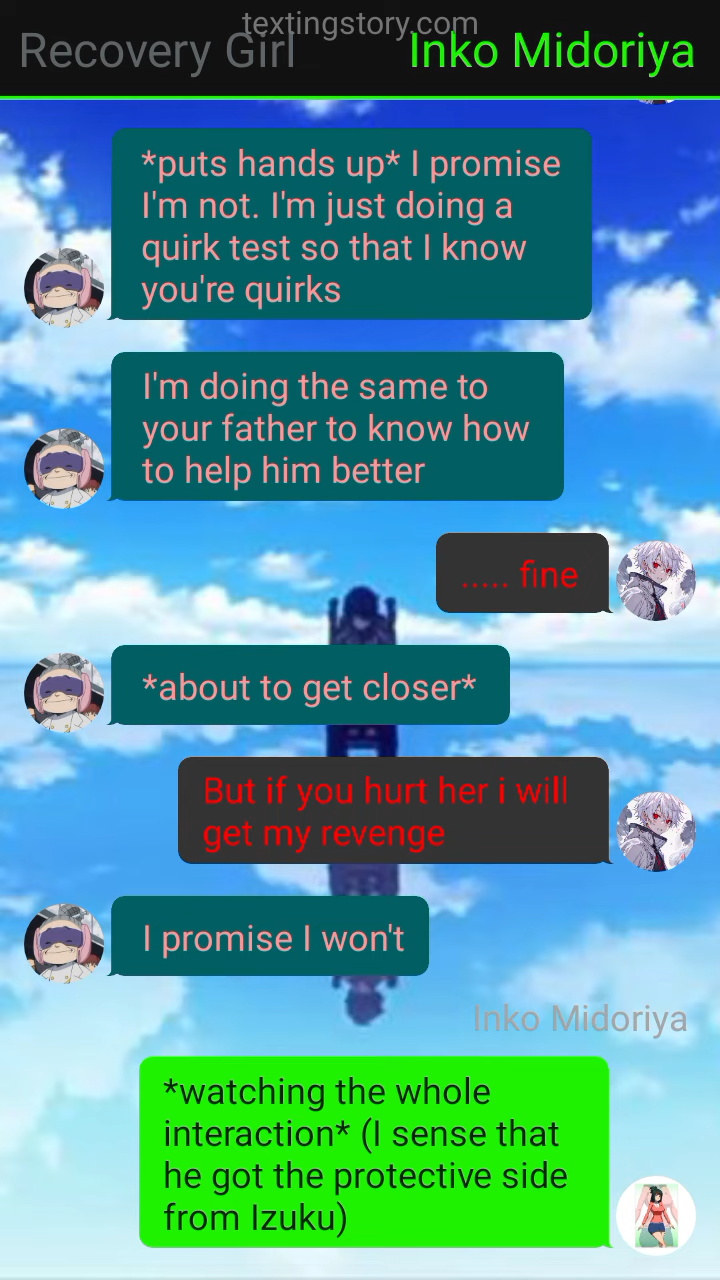 textingstory.com
Recovery Girl
Inko Midoriya
*puts hands up* I promise
I'm not. I'm just doing a
quirk test so that I know
you're quirks
I'm doing the same to
your father to know how
to help him better
..... fine
*about to get closer*
But if you hurt her i will
get my revenge
I promise I won't
Inko Midoriya
*watching the whole
interaction* (I sense that
he got the protective side
from Izuku)